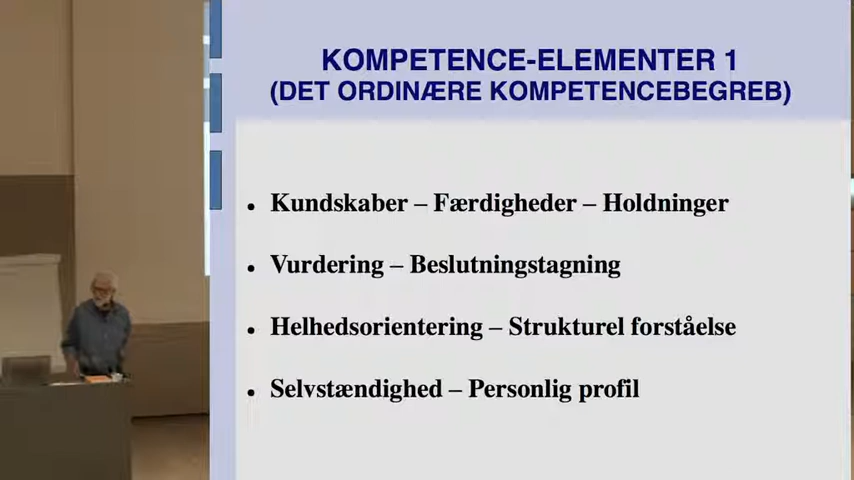 KOMPETENCE-ELEMENTER 1
(DET ORDINÆRE KOMPETENCEBEGREB)
• Kundskaber – Færdigheder – Holdninger
• Vurdering – Beslutningstagning
• Helhedsorientering – Strukturel forståelse
• Selvstændighed – Personlig profil